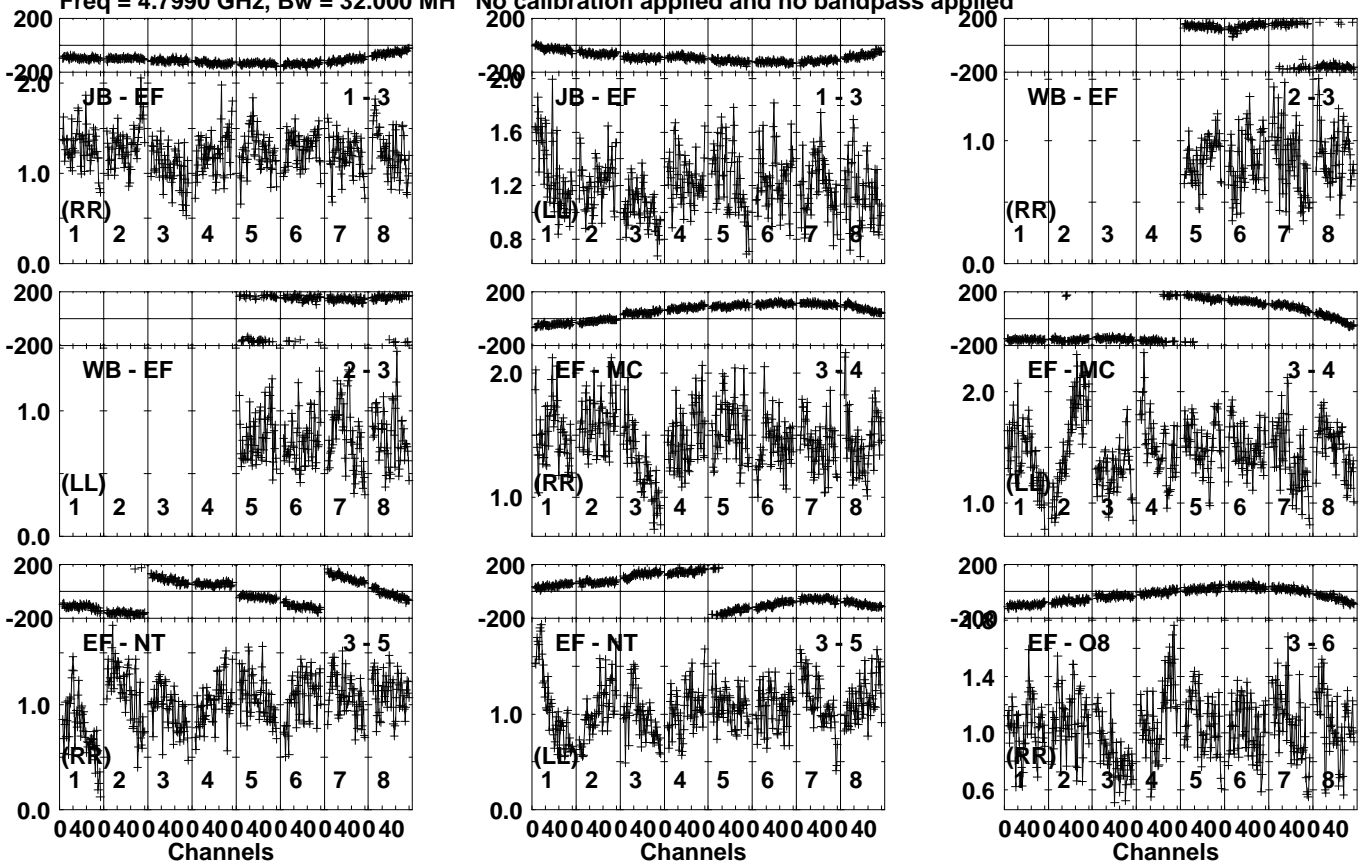 Freq = 4.7990 GHz, Bw = 32.000 MH No calibration applied and no bandpass applied
200
-200
2.0
1.0
0.0
JB - EF 1 - 3
(RR)
1 2 3 4 5 6 7 8
200
-200
2.0
1.6
1.2
0.8
JB - EF 1 - 3
(LL)
1 2 3 4 5 6 7 8
200
-200
1.0
0.0
WB - EF 2 - 3
(RR)
1 2 3 4 5 6 7 8
200
-200
1.0
0.0
WB - EF 2 - 3
(LL)
1 2 3 4 5 6 7 8
200
-200
2.0
1.0
EF - MC 3 - 4
(RR)
1 2 3 4 5 6 7 8
200
-200
2.0
1.0
EF - MC 3 - 4
(LL)
1 2 3 4 5 6 7 8
200
-200
1.0
0.0
EF - NT 3 - 5
(RR)
1 2 3 4 5 6 7 8
0 40 0 40 0 40 0 40 0 40 0 40 0 40 0 40
Channels
200
-200
1.0
0.0
EF - NT 3 - 5
(LL)
1 2 3 4 5 6 7 8
0 40 0 40 0 40 0 40 0 40 0 40 0 40 0 40
Channels
200
-200
1.8
1.4
1.0
0.6
EF - O8 3 - 6
(RR)
1 2 3 4 5 6 7 8
0 40 0 40 0 40 0 40 0 40 0 40 0 40 0 40
Channels